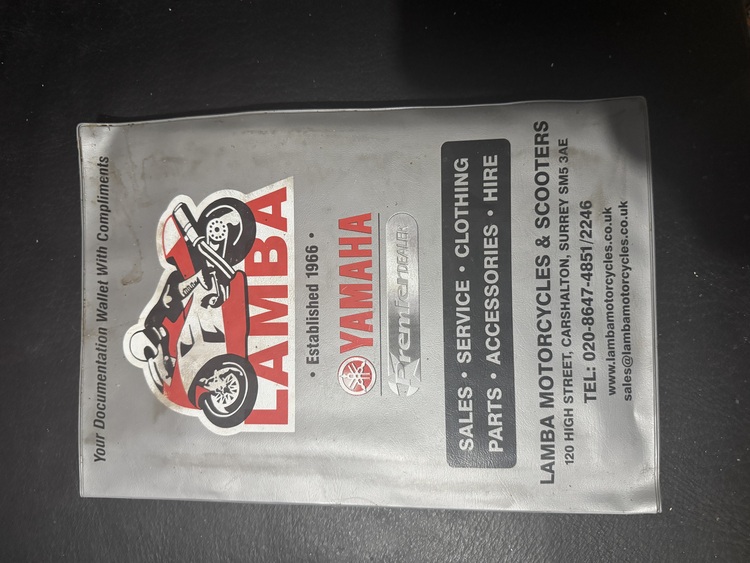 Your Documentation Wallet With Compliments
LAMBA
• Established 1966 •
YAMAHA
Premier DEALER
SALES • SERVICE • CLOTHING
PARTS • ACCESSORIES • HIRE
LAMBA MOTORCYCLES & SCOOTERS
120 HIGH STREET, CARSHALTON, SURREY SM5 3AE
TEL: 020-8647-4851/2246
www.lambamotorcycles.co.uk
sales@lambamotorcycles.co.uk